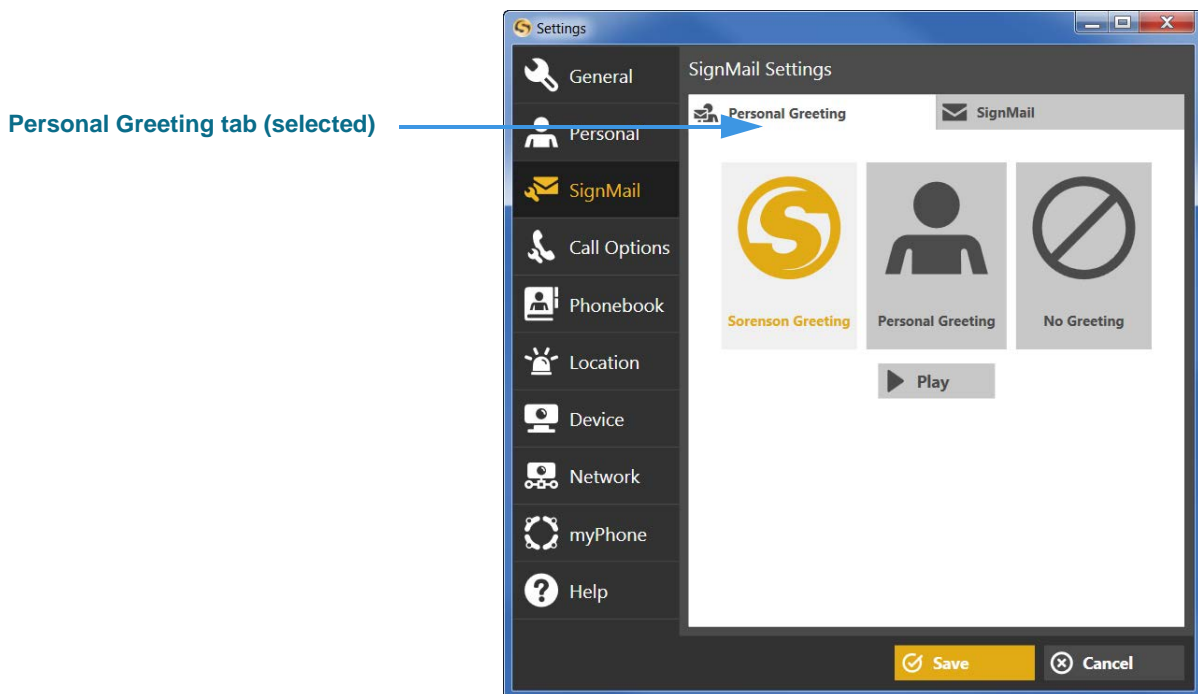 Settings
General
SignMail Settings
Personal Greeting tab (selected)
Personal Greeting
SignMail
Personal
SignMail
Call Options
Phonebook
Sorenson Greeting
Personal Greeting
No Greeting
Location
Play
Device
Network
myPhone
Help
Save
Cancel